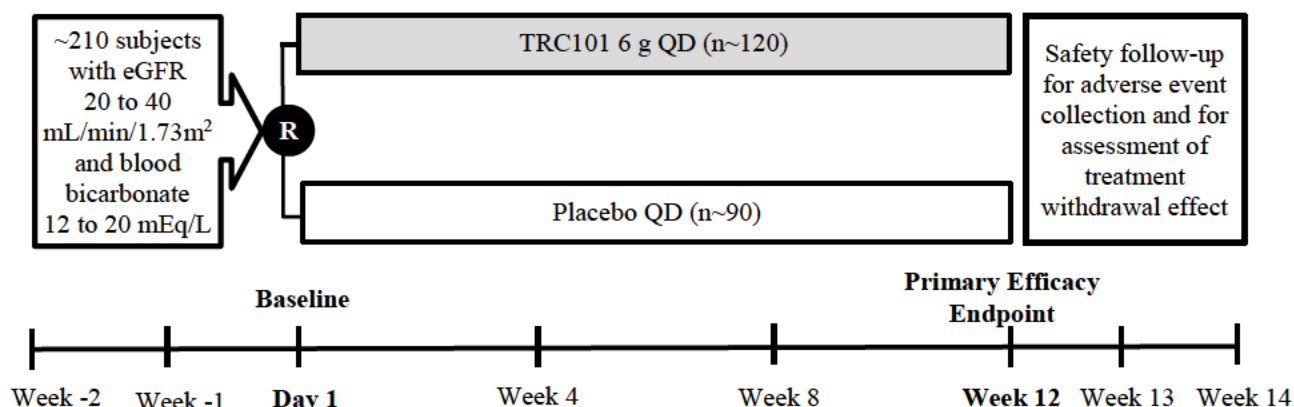 ~210 subjects
with eGFR
20 to 40
mL/min/1.73m²
and blood
bicarbonate
12 to 20 mEq/L
R
TRC101 6 g QD (n~120)
Placebo QD (n~90)
Safety follow-up
for adverse event
collection and for
assessment of
treatment
withdrawal effect
Baseline
Primary Efficacy
Endpoint
Week -2
Week -1
Day 1
Week 4
Week 8
Week 12
Week 13
Week 14